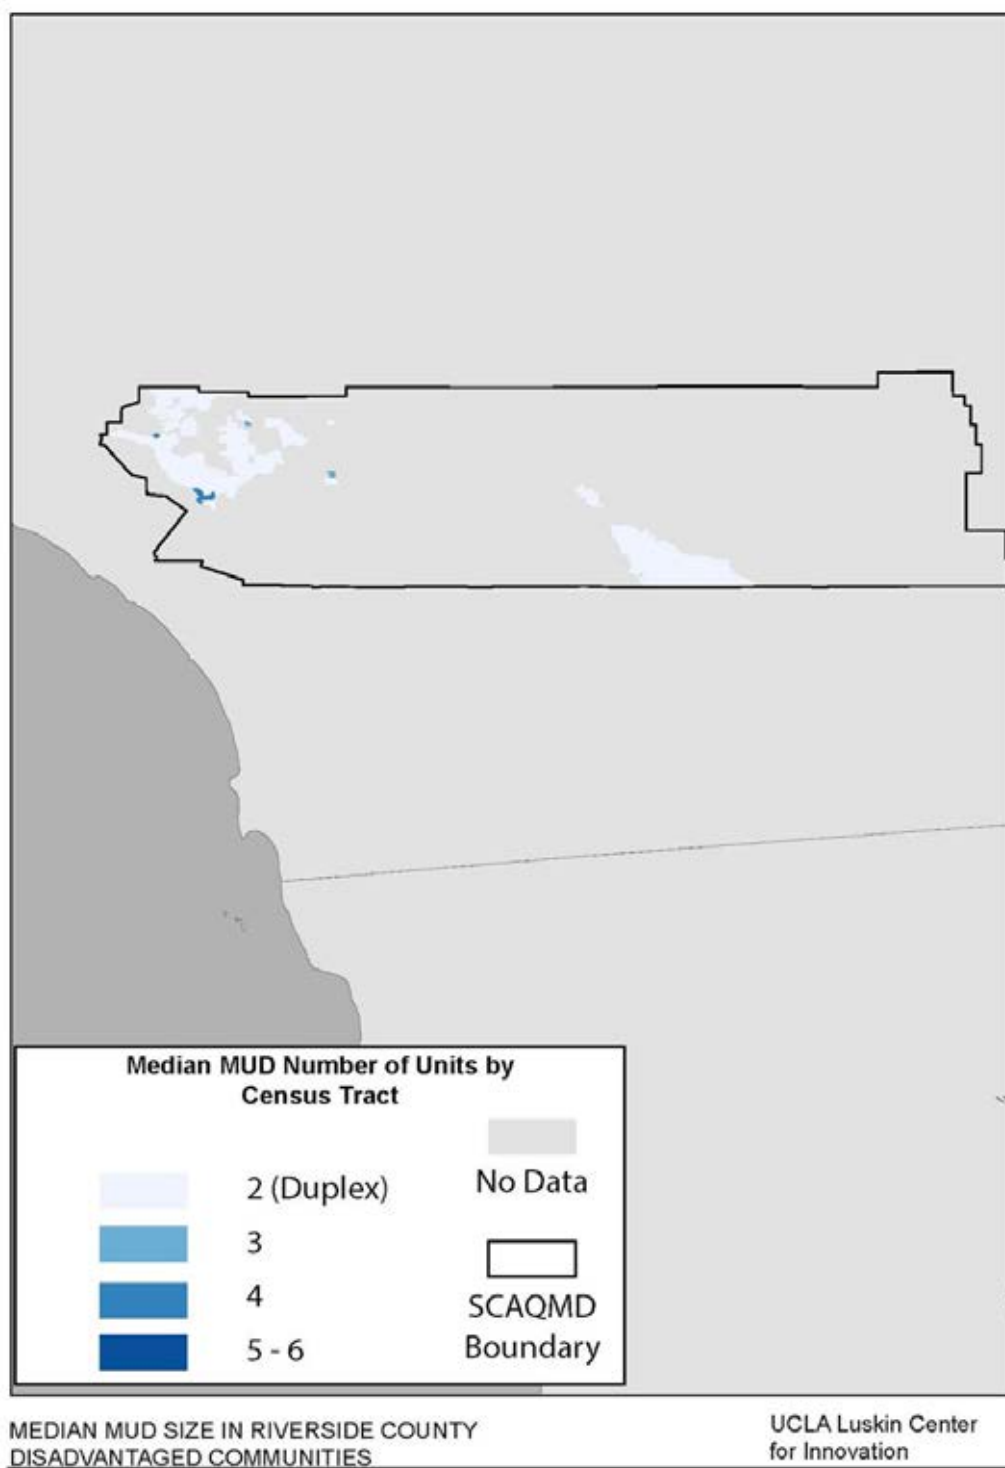 Median MUD Number of Units by
Census Tract
2 (Duplex)
3
4
5 - 6
No Data
SCAQMD
Boundary
MEDIAN MUD SIZE IN RIVERSIDE COUNTY
DISADVANTAGED COMMUNITIES
UCLA Luskin Center
for Innovation